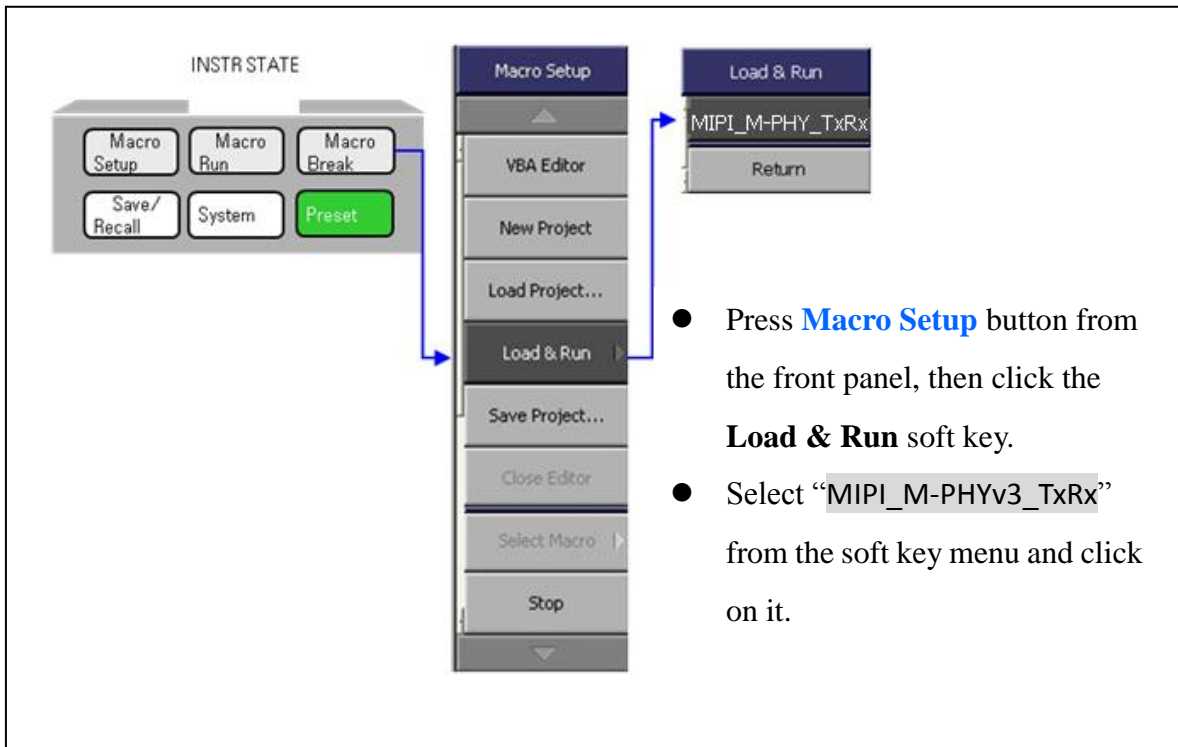 INSTR STATE
Macro Setup
Macro Run
Macro Break
Save/ Recall
System
Preset
Macro Setup
VBA Editor
New Project
Load Project...
Load & Run
Save Project...
Close Editor
Select Macro
Stop
Load & Run
MIPI_M-PHY_TxRx
Return
● Press Macro Setup button from
the front panel, then click the
Load & Run soft key.
● Select “MIPI_M-PHYv3_TxRx”
from the soft key menu and click
on it.